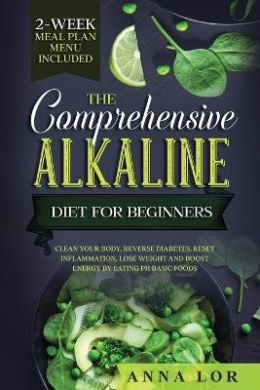 2-WEEK
MEAL PLAN
MENU
INCLUDED
THE
Comprehensive
ALKALINE
DIET FOR BEGINNERS
CLEAN YOUR BODY, REVERSE DIABETES, RESET
INFLAMMATION, LOSE WEIGHT AND BOOST
ENERGY BY EATING PH BASIC FOODS
ANNA LOR